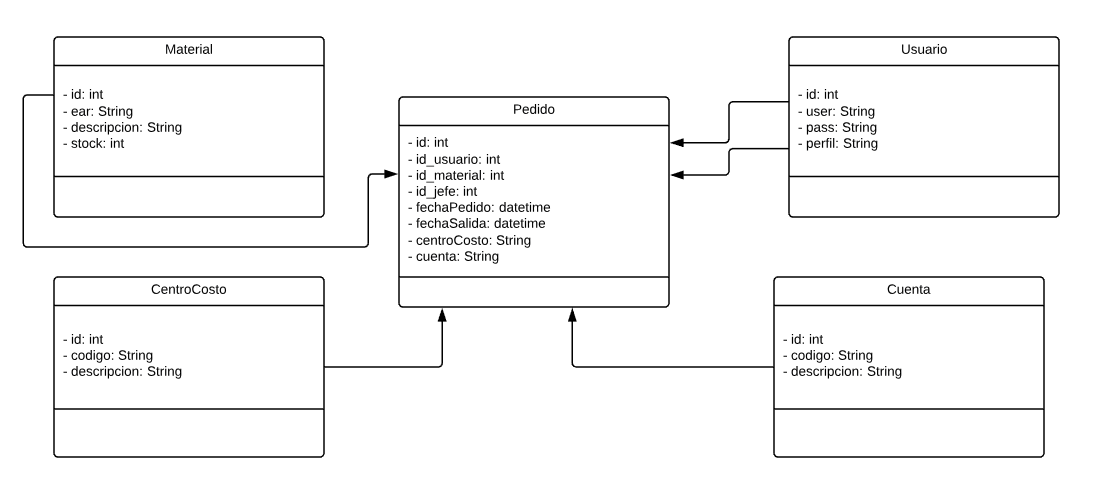 Material
- id: int
- ear: String
- descripcion: String
- stock: int
Pedido
- id: int
- id_usuario: int
- id_material: int
- id_jefe: int
- fechaPedido: datetime
- fechaSalida: datetime
- centroCosto: String
- cuenta: String
Usuario
- id: int
- user: String
- pass: String
- perfil: String
CentroCosto
- id: int
- codigo: String
- descripcion: String
Cuenta
- id: int
- codigo: String
- descripcion: String